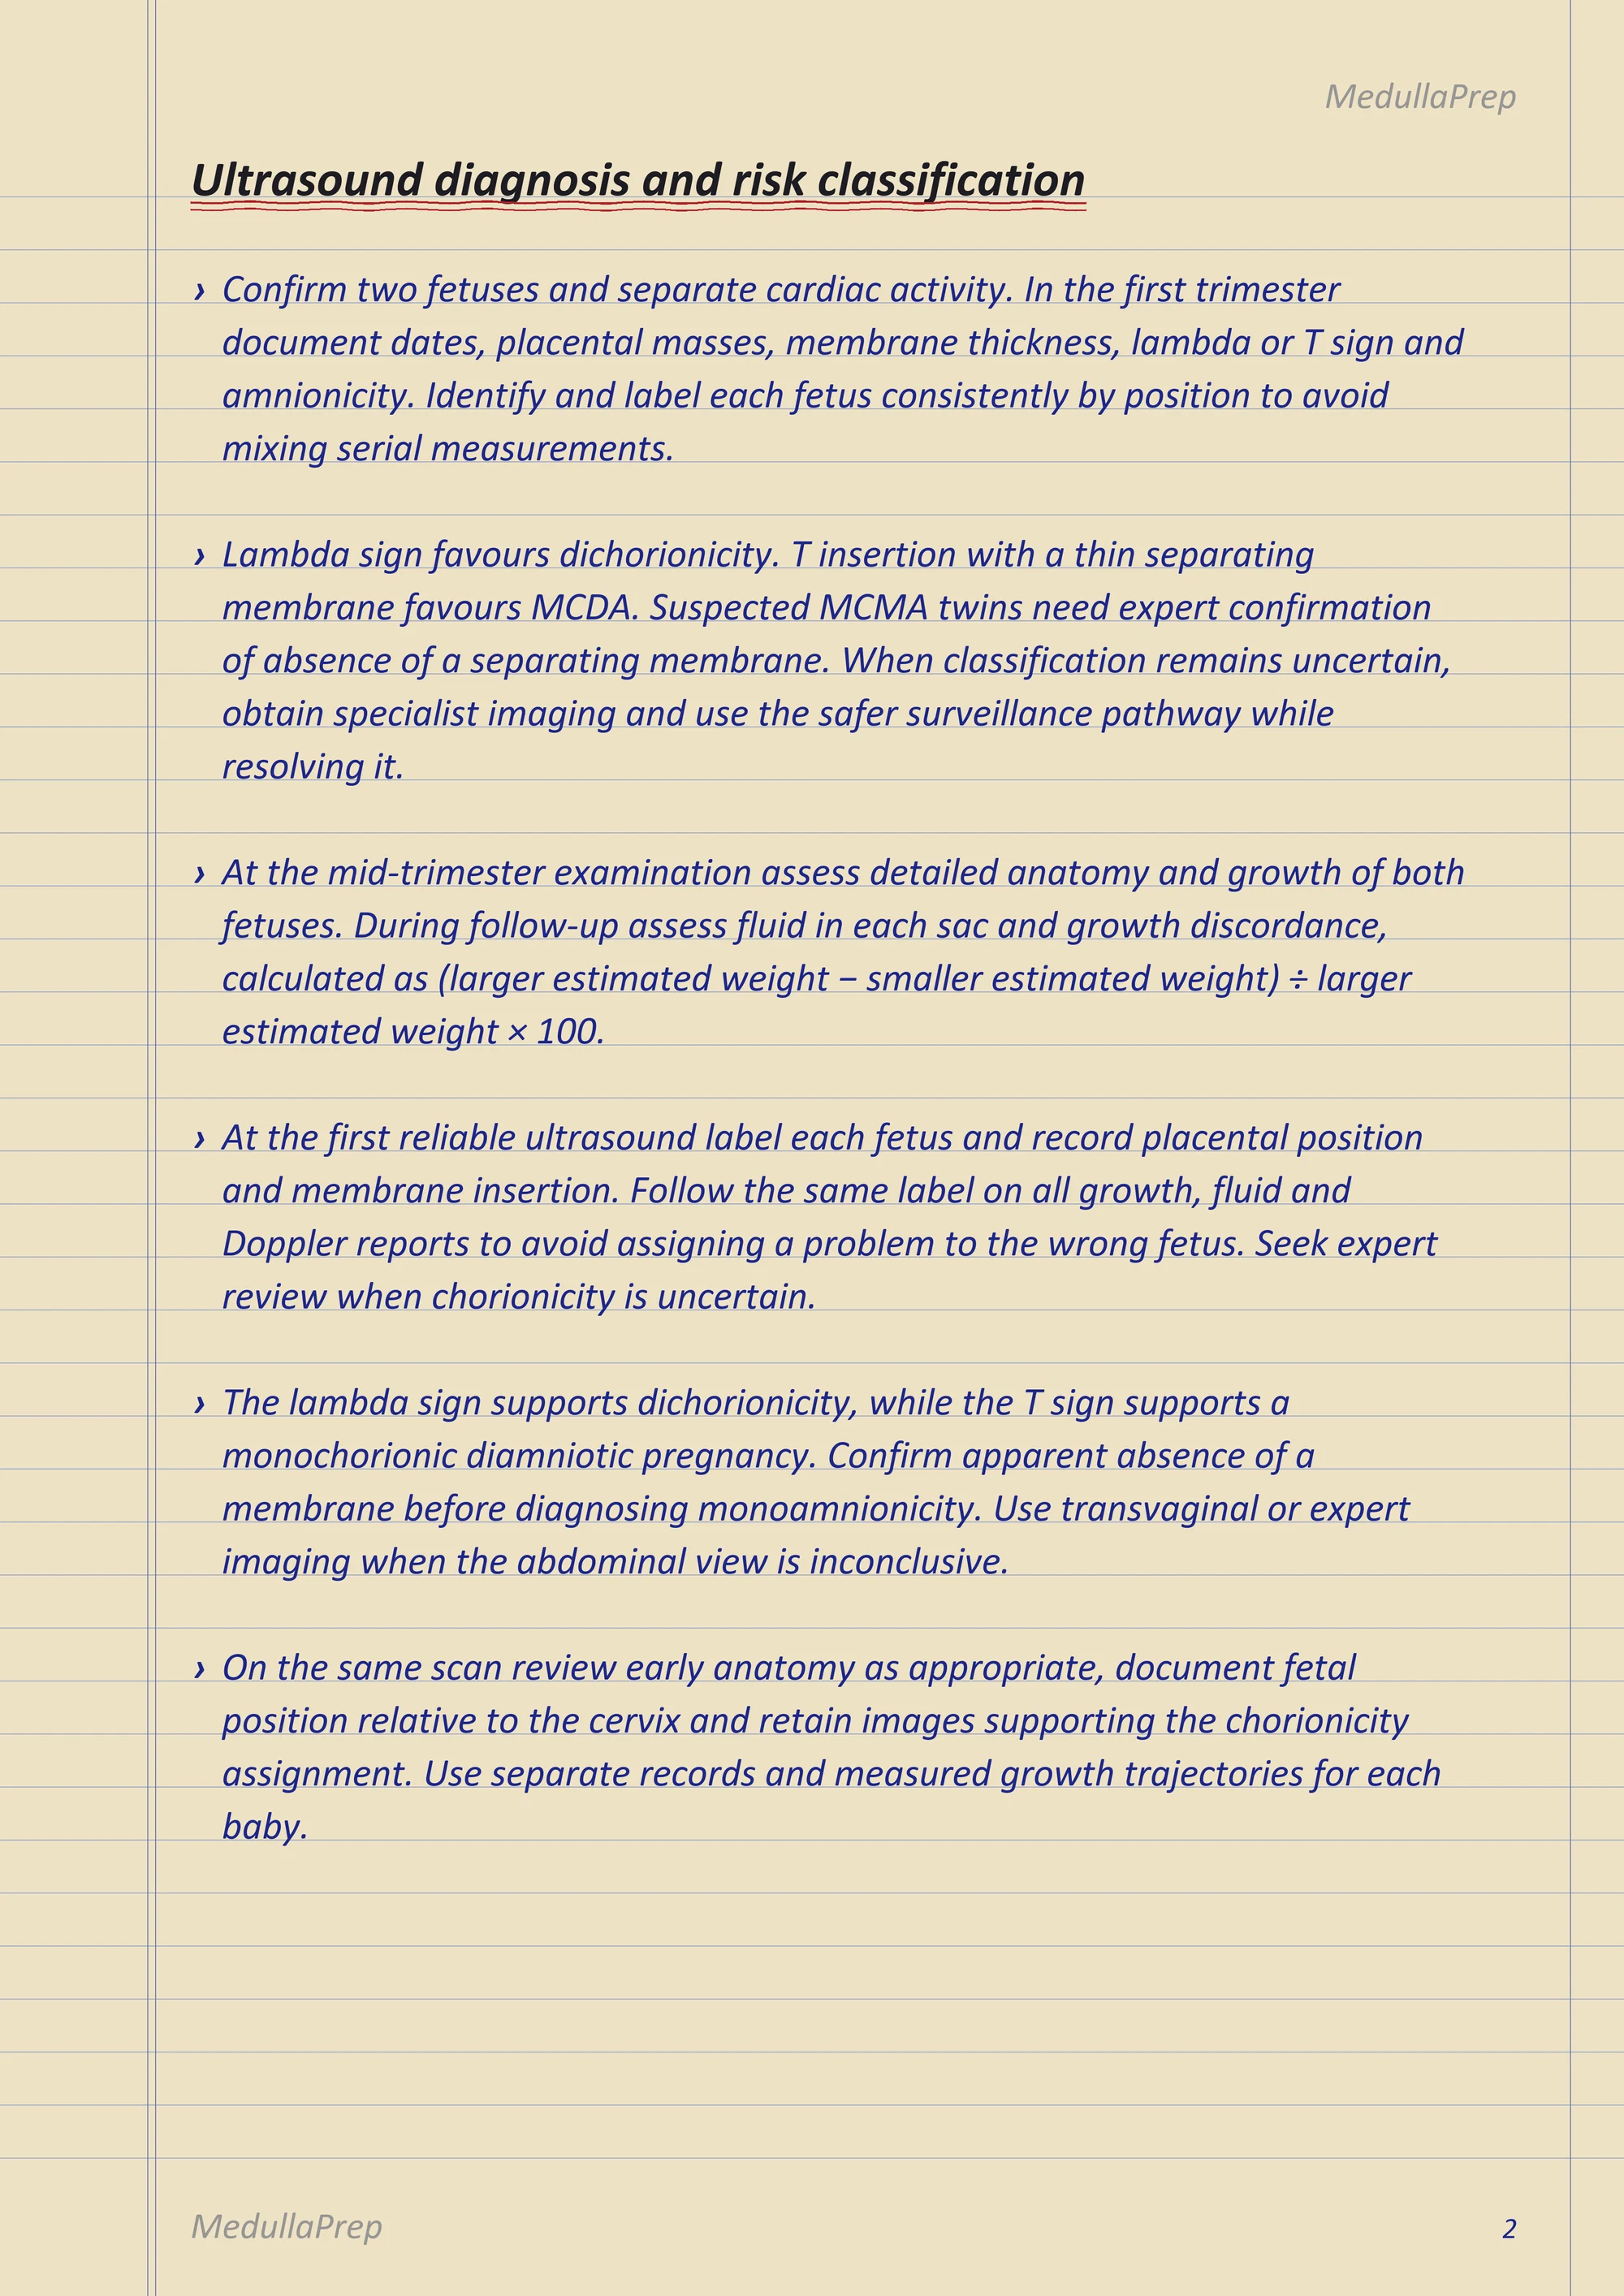 MedullaPrep
Ultrasound diagnosis and risk classification
› Confirm two fetuses and separate cardiac activity. In the first trimester
document dates, placental masses, membrane thickness, lambda or T sign and
amnionicity. Identify and label each fetus consistently by position to avoid
mixing serial measurements.
› Lambda sign favours dichorionicity. T insertion with a thin separating
membrane favours MCDA. Suspected MCMA twins need expert confirmation
of absence of a separating membrane. When classification remains uncertain,
obtain specialist imaging and use the safer surveillance pathway while
resolving it.
› At the mid-trimester examination assess detailed anatomy and growth of both
fetuses. During follow-up assess fluid in each sac and growth discordance,
calculated as (larger estimated weight − smaller estimated weight) ÷ larger
estimated weight × 100.
› At the first reliable ultrasound label each fetus and record placental position
and membrane insertion. Follow the same label on all growth, fluid and
Doppler reports to avoid assigning a problem to the wrong fetus. Seek expert
review when chorionicity is uncertain.
› The lambda sign supports dichorionicity, while the T sign supports a
monochorionic diamniotic pregnancy. Confirm apparent absence of a
membrane before diagnosing monoamnionicity. Use transvaginal or expert
imaging when the abdominal view is inconclusive.
› On the same scan review early anatomy as appropriate, document fetal
position relative to the cervix and retain images supporting the chorionicity
assignment. Use separate records and measured growth trajectories for each
baby.
MedullaPrep
2